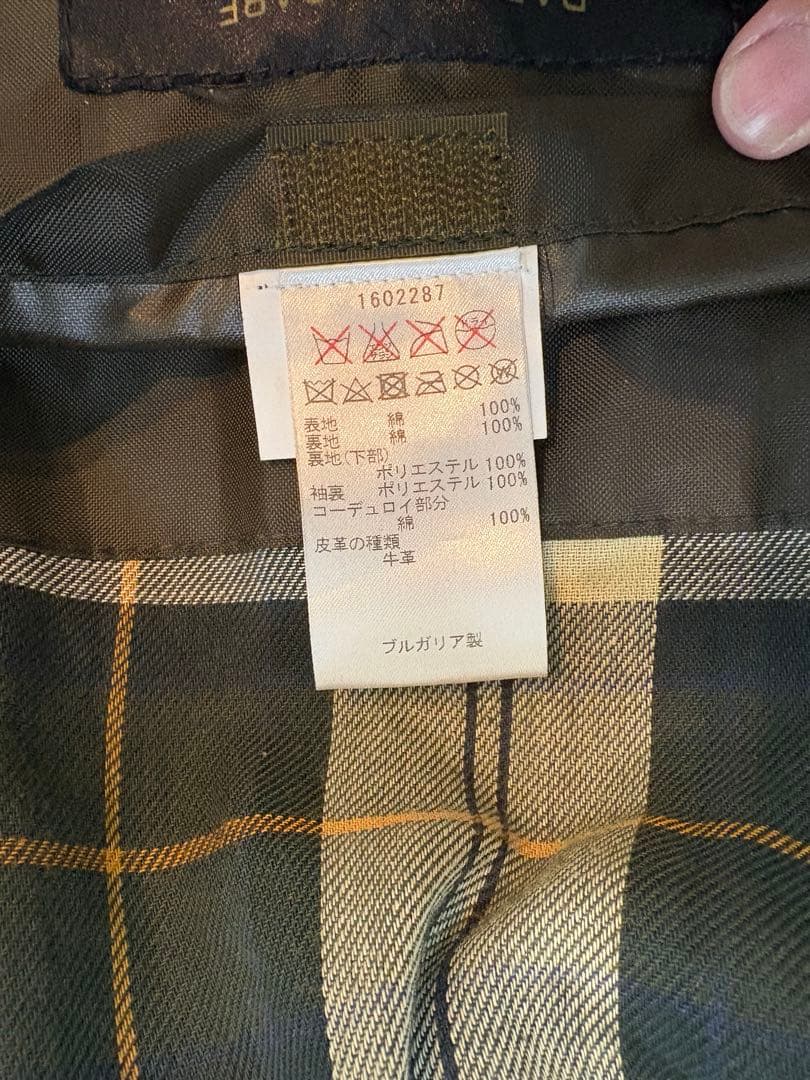 1602287
表地 綿 100%
裏地 綿 100%
裏地(下部)
ポリエステル 100%
袖裏 ポリエステル 100%
コーデュロイ部分
綿 100%
皮革の種類
牛革
ブルガリア製